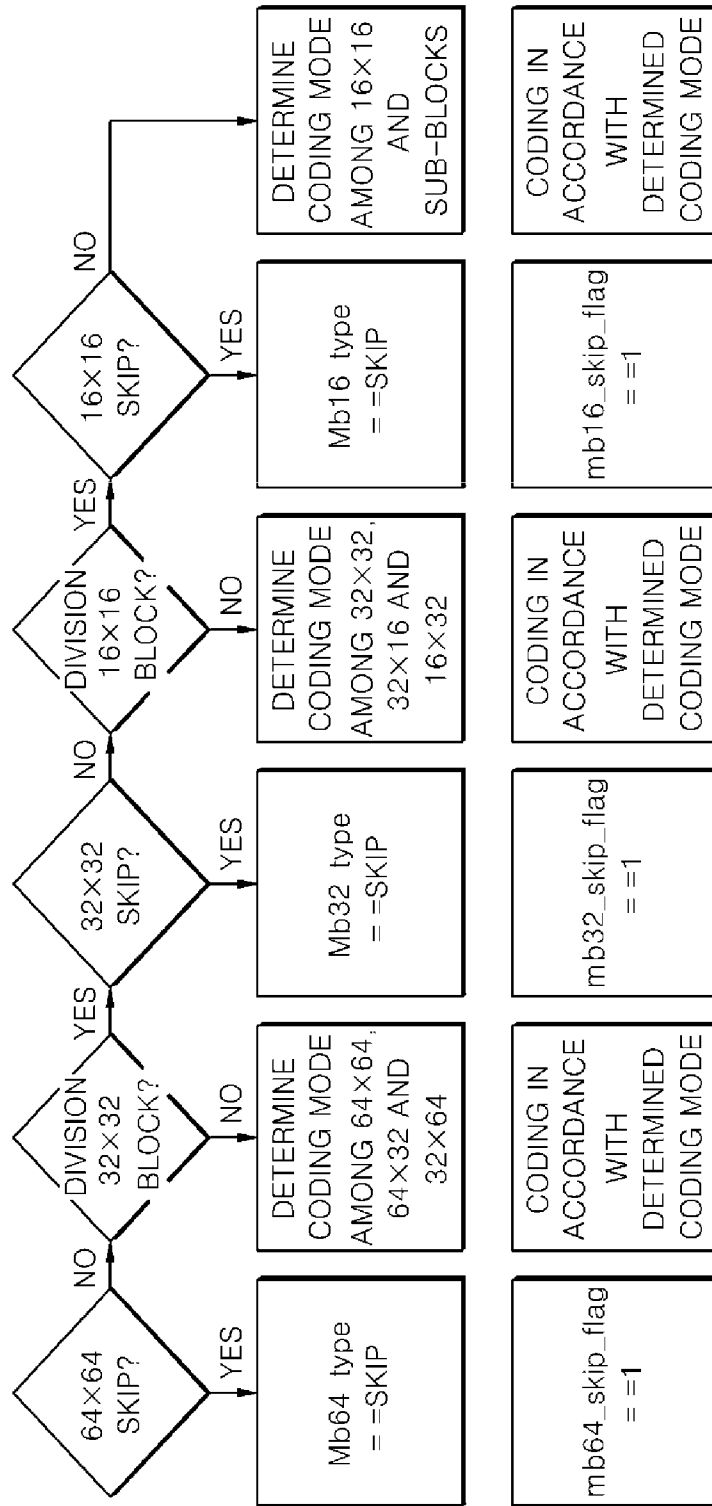 64×64
SKIP?
NO
DIVISION
32×32
BLOCK?
YES
32×32
SKIP?
NO
DIVISION
16×16
BLOCK?
YES
16×16
SKIP?
NO
YES
NO
YES
NO
YES
Mb64 type
= =SKIP
DETERMINE
CODING MODE
AMONG 64×64,
64×32 AND
32×64
Mb32 type
= =SKIP
DETERMINE
CODING MODE
AMONG 32×32,
32×16 AND
16×32
Mb16 type
= =SKIP
DETERMINE
CODING MODE
AMONG 16×16
AND
SUB-BLOCKS
mb64_skip_flag
= =1
CODING IN
ACCORDANCE
WITH
DETERMINED
CODING MODE
mb32_skip_flag
= =1
CODING IN
ACCORDANCE
WITH
DETERMINED
CODING MODE
mb16_skip_flag
= =1
CODING IN
ACCORDANCE
WITH
DETERMINED
CODING MODE